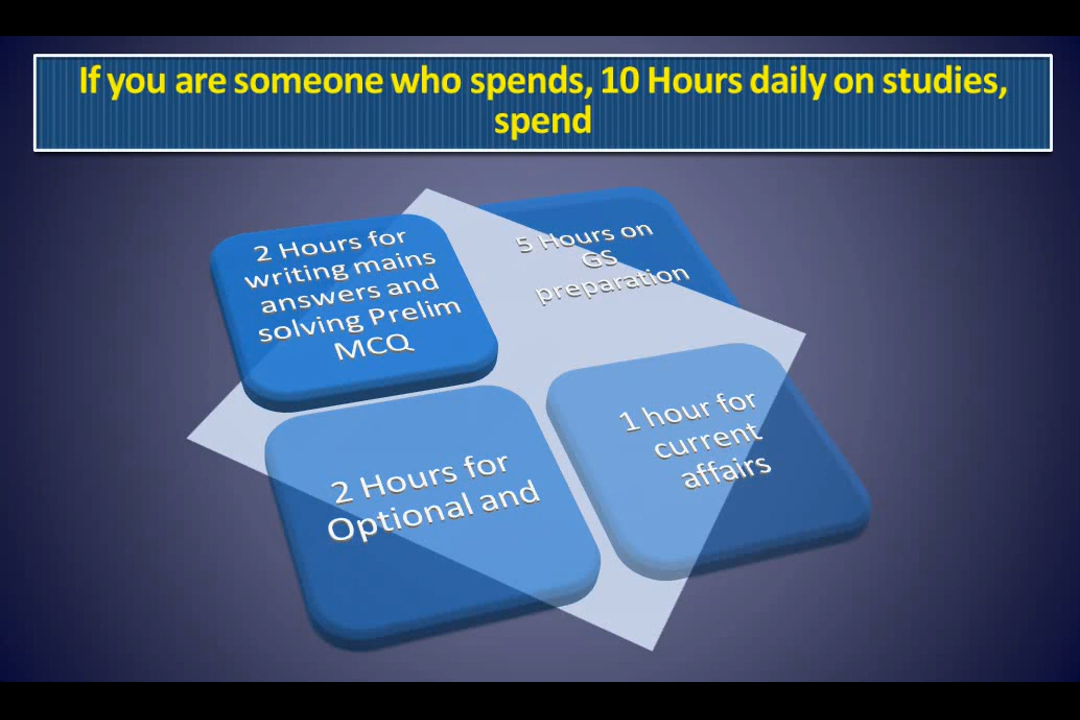 If you are someone who spends, 10 Hours daily on studies,
spend
2 Hours for
writing mains
answers and
solving Prelim
MCQ
5 Hours on
GS
preparation
2 Hours for
Optional and
1 hour for
current
affairs